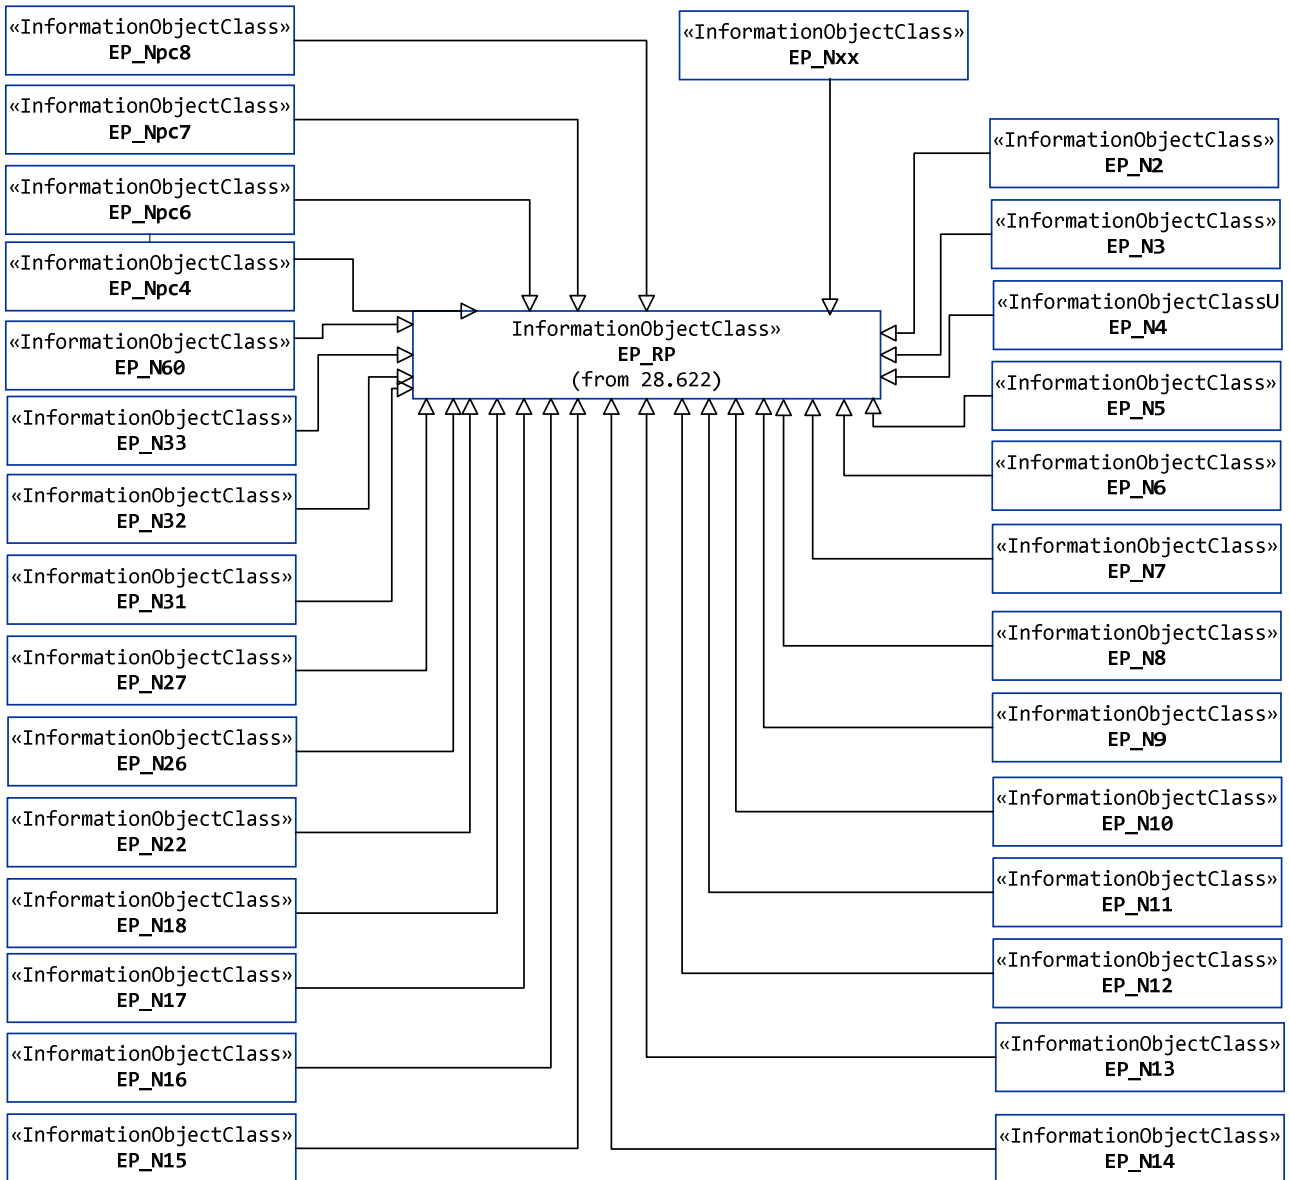 «InformationObjectClass»
EP_Npc8
«InformationObjectClass»
EP_Npc7
«InformationObjectClass»
EP_Npc6
«InformationObjectClass»
EP_Npc4
«InformationObjectClass»
EP_N60
«InformationObjectClass»
EP_N33
«InformationObjectClass»
EP_N32
«InformationObjectClass»
EP_N31
«InformationObjectClass»
EP_N27
«InformationObjectClass»
EP_N26
«InformationObjectClass»
EP_N22
«InformationObjectClass»
EP_N18
«InformationObjectClass»
EP_N17
«InformationObjectClass»
EP_N16
«InformationObjectClass»
EP_N15
«InformationObjectClass»
EP_Nxx
InformationObjectClass»
EP_RP
(from 28.622)
«InformationObjectClass»
EP_N2
«InformationObjectClass»
EP_N3
«InformationObjectClassU
EP_N4
«InformationObjectClass»
EP_N5
«InformationObjectClass»
EP_N6
«InformationObjectClass»
EP_N7
«InformationObjectClass»
EP_N8
«InformationObjectClass»
EP_N9
«InformationObjectClass»
EP_N10
«InformationObjectClass»
EP_N11
«InformationObjectClass»
EP_N12
«InformationObjectClass»
EP_N13
«InformationObjectClass»
EP_N14